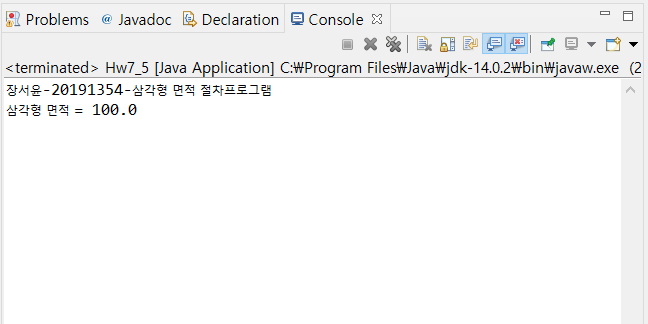 Problems @ Javadoc Declaration Console
<terminated> Hw7_5 [Java Application] C:₩Program Files₩Java₩jdk-14.0.2₩bin₩javaw.exe (2
장서윤-20191354-삼각형 면적 절차프로그램
삼각형 면적 = 100.0